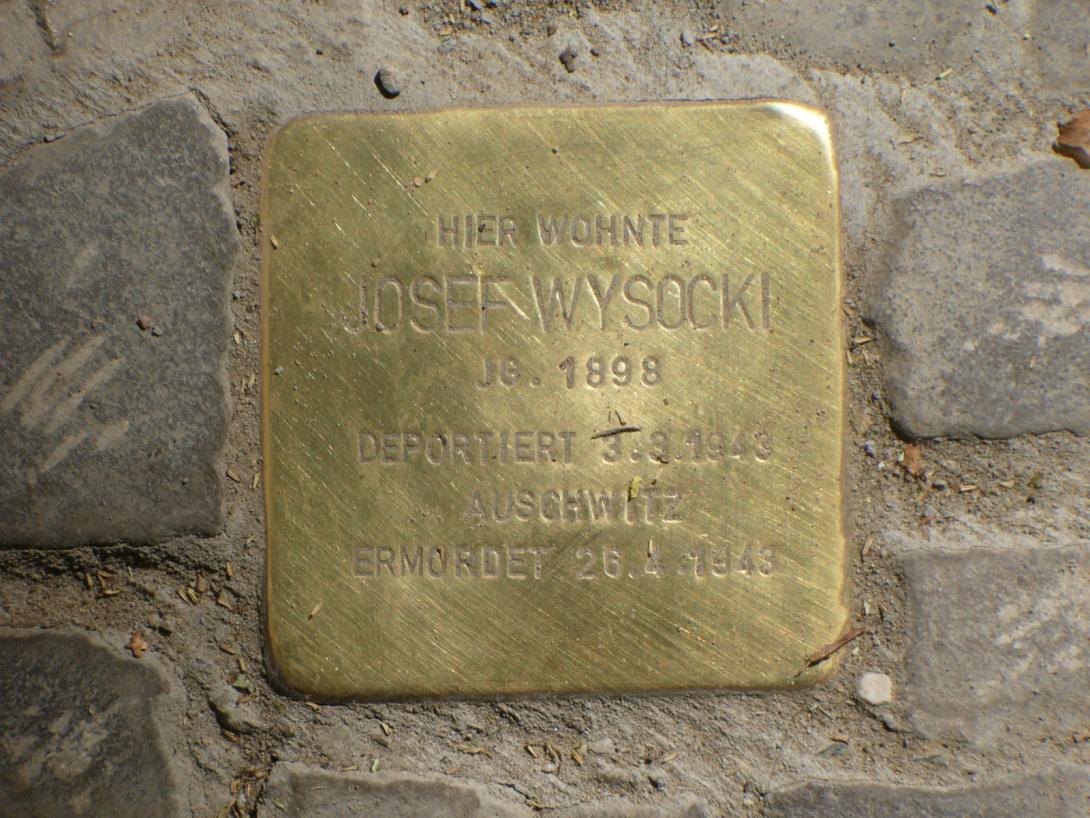 HIER WOHNTE
JOSEF WYSOCKI
JG. 1898
DEPORTIERT 3.3.1943
AUSCHWITZ
ERMORDET 26.4.1943